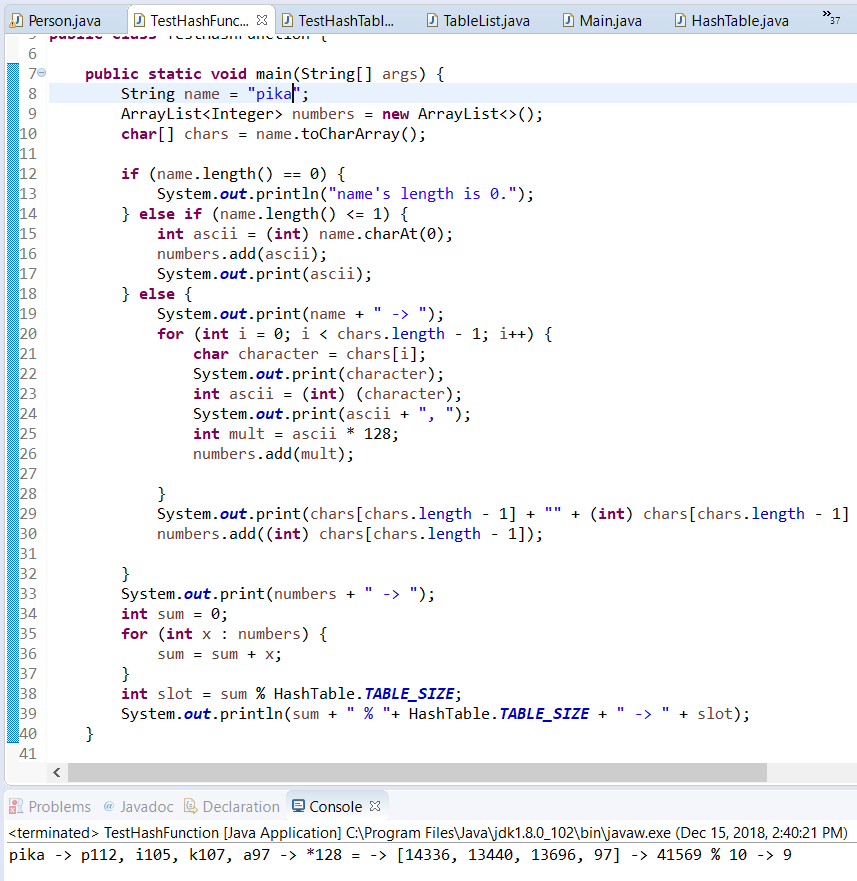 Person.java TestHashFunc... TestHashTabl... TableList.java Main.java HashTable.java »37
5 public class TestHashFunction {
6
7 public static void main(String[] args) {
8 String name = "pika";
9 ArrayList<Integer> numbers = new ArrayList<>();
10 char[] chars = name.toCharArray();
11
12 if (name.length() == 0) {
13 System.out.println("name's length is 0.");
14 } else if (name.length() <= 1) {
15 int ascii = (int) name.charAt(0);
16 numbers.add(ascii);
17 System.out.print(ascii);
18 } else {
19 System.out.print(name + " -> ");
20 for (int i = 0; i < chars.length - 1; i++) {
21 char character = chars[i];
22 System.out.print(character);
23 int ascii = (int) (character);
24 System.out.print(ascii + ", ");
25 int mult = ascii * 128;
26 numbers.add(mult);
27
28 }
29 System.out.print(chars[chars.length - 1] + "" + (int) chars[chars.length - 1]
30 numbers.add((int) chars[chars.length - 1]);
31
32 }
33 System.out.print(numbers + " -> ");
34 int sum = 0;
35 for (int x : numbers) {
36 sum = sum + x;
37 }
38 int slot = sum % HashTable.TABLE_SIZE;
39 System.out.println(sum + " % "+ HashTable.TABLE_SIZE + " -> " + slot);
40 }
41
Problems @ Javadoc Declaration Console
<terminated> TestHashFunction [Java Application] C:\Program Files\Java\jdk1.8.0_102\bin\javaw.exe (Dec 15, 2018, 2:40:21 PM)
pika -> p112, i105, k107, a97 -> *128 = -> [14336, 13440, 13696, 97] -> 41569 % 10 -> 9